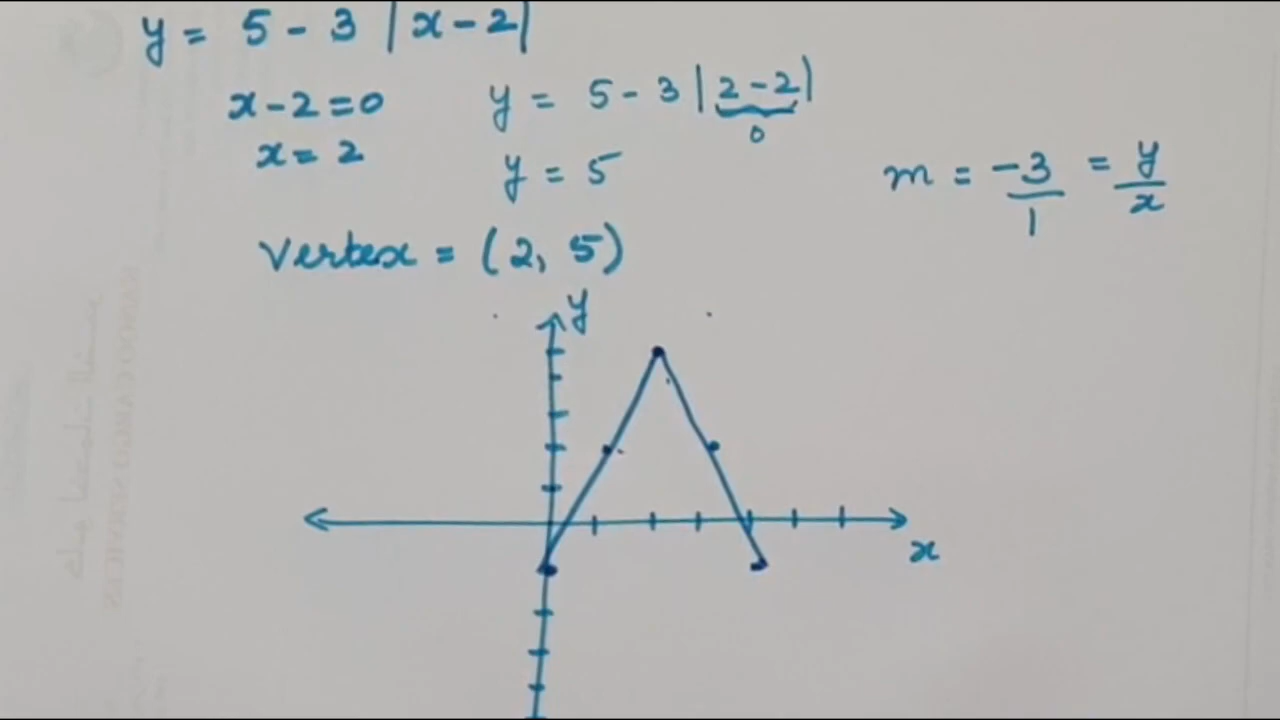 y = 5 - 3 |x - 2|
x - 2 = 0
x = 2
y = 5 - 3 |2 - 2|
0
y = 5
m = -3/1 = y/x
Vertex = (2, 5)
y
x